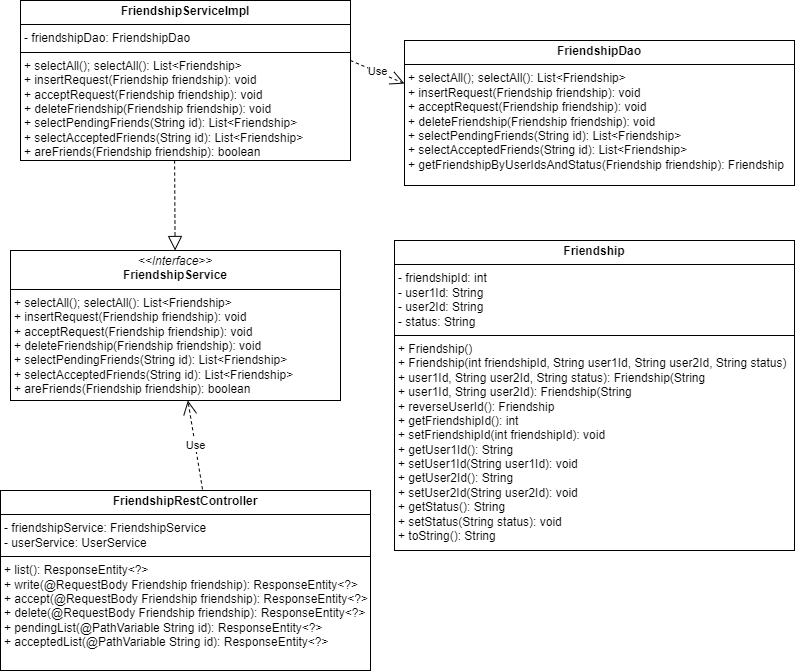 FriendshipServiceImpl
- friendshipDao: FriendshipDao
+ selectAll(); selectAll(): List<Friendship>
+ insertRequest(Friendship friendship): void
+ acceptRequest(Friendship friendship): void
+ deleteFriendship(Friendship friendship): void
+ selectPendingFriends(String id): List<Friendship>
+ selectAcceptedFriends(String id): List<Friendship>
+ areFriends(Friendship friendship): boolean
Use
FriendshipDao
+ selectAll(); selectAll(): List<Friendship>
+ insertRequest(Friendship friendship): void
+ acceptRequest(Friendship friendship): void
+ deleteFriendship(Friendship friendship): void
+ selectPendingFriends(String id): List<Friendship>
+ selectAcceptedFriends(String id): List<Friendship>
+ getFriendshipByUserIdsAndStatus(Friendship friendship): Friendship
<<Interface>>
FriendshipService
+ selectAll(); selectAll(): List<Friendship>
+ insertRequest(Friendship friendship): void
+ acceptRequest(Friendship friendship): void
+ deleteFriendship(Friendship friendship): void
+ selectPendingFriends(String id): List<Friendship>
+ selectAcceptedFriends(String id): List<Friendship>
+ areFriends(Friendship friendship): boolean
Use
Friendship
- friendshipId: int
- user1Id: String
- user2Id: String
- status: String
+ Friendship()
+ Friendship(int friendshipId, String user1Id, String user2Id, String status)
+ user1Id, String user2Id, String status): Friendship(String
+ user1Id, String user2Id): Friendship(String
+ reverseUserId(): Friendship
+ getFriendshipId(): int
+ setFriendshipId(int friendshipId): void
+ getUser1Id(): String
+ setUser1Id(String user1Id): void
+ getUser2Id(): String
+ setUser2Id(String user2Id): void
+ getStatus(): String
+ setStatus(String status): void
+ toString(): String
FriendshipRestController
- friendshipService: FriendshipService
- userService: UserService
+ list(): ResponseEntity<?>
+ write(@RequestBody Friendship friendship): ResponseEntity<?>
+ accept(@RequestBody Friendship friendship): ResponseEntity<?>
+ delete(@RequestBody Friendship friendship): ResponseEntity<?>
+ pendingList(@PathVariable String id): ResponseEntity<?>
+ acceptedList(@PathVariable String id): ResponseEntity<?>